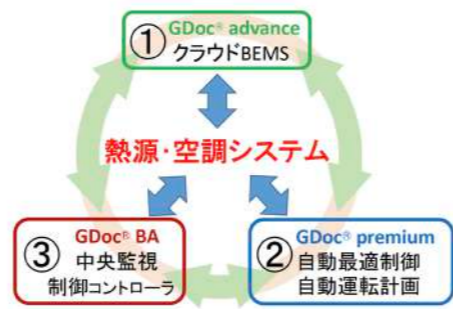 ① GDoc® advance
クラウドBEMS
熱源・空調システム
③ GDoc® BA
中央監視
制御コントローラ
② GDoc® premium
自動最適制御
自動運転計画